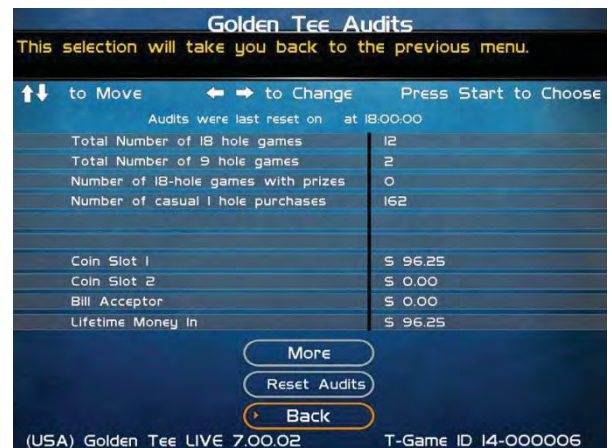 Golden Tee Audits
This selection will take you back to the previous menu.
to Move to Change Press Start to Choose
Audits were last reset on at 18:00:00
Total Number of 18 hole games 12
Total Number of 9 hole games 2
Number of 18-hole games with prizes 0
Number of casual 1 hole purchases 162
Coin Slot 1 $ 96.25
Coin Slot 2 $ 0.00
Bill Acceptor $ 0.00
Lifetime Money In $ 96.25
More
Reset Audits
Back
(USA) Golden Tee LIVE 7.00.02 T-Game ID 14-000006